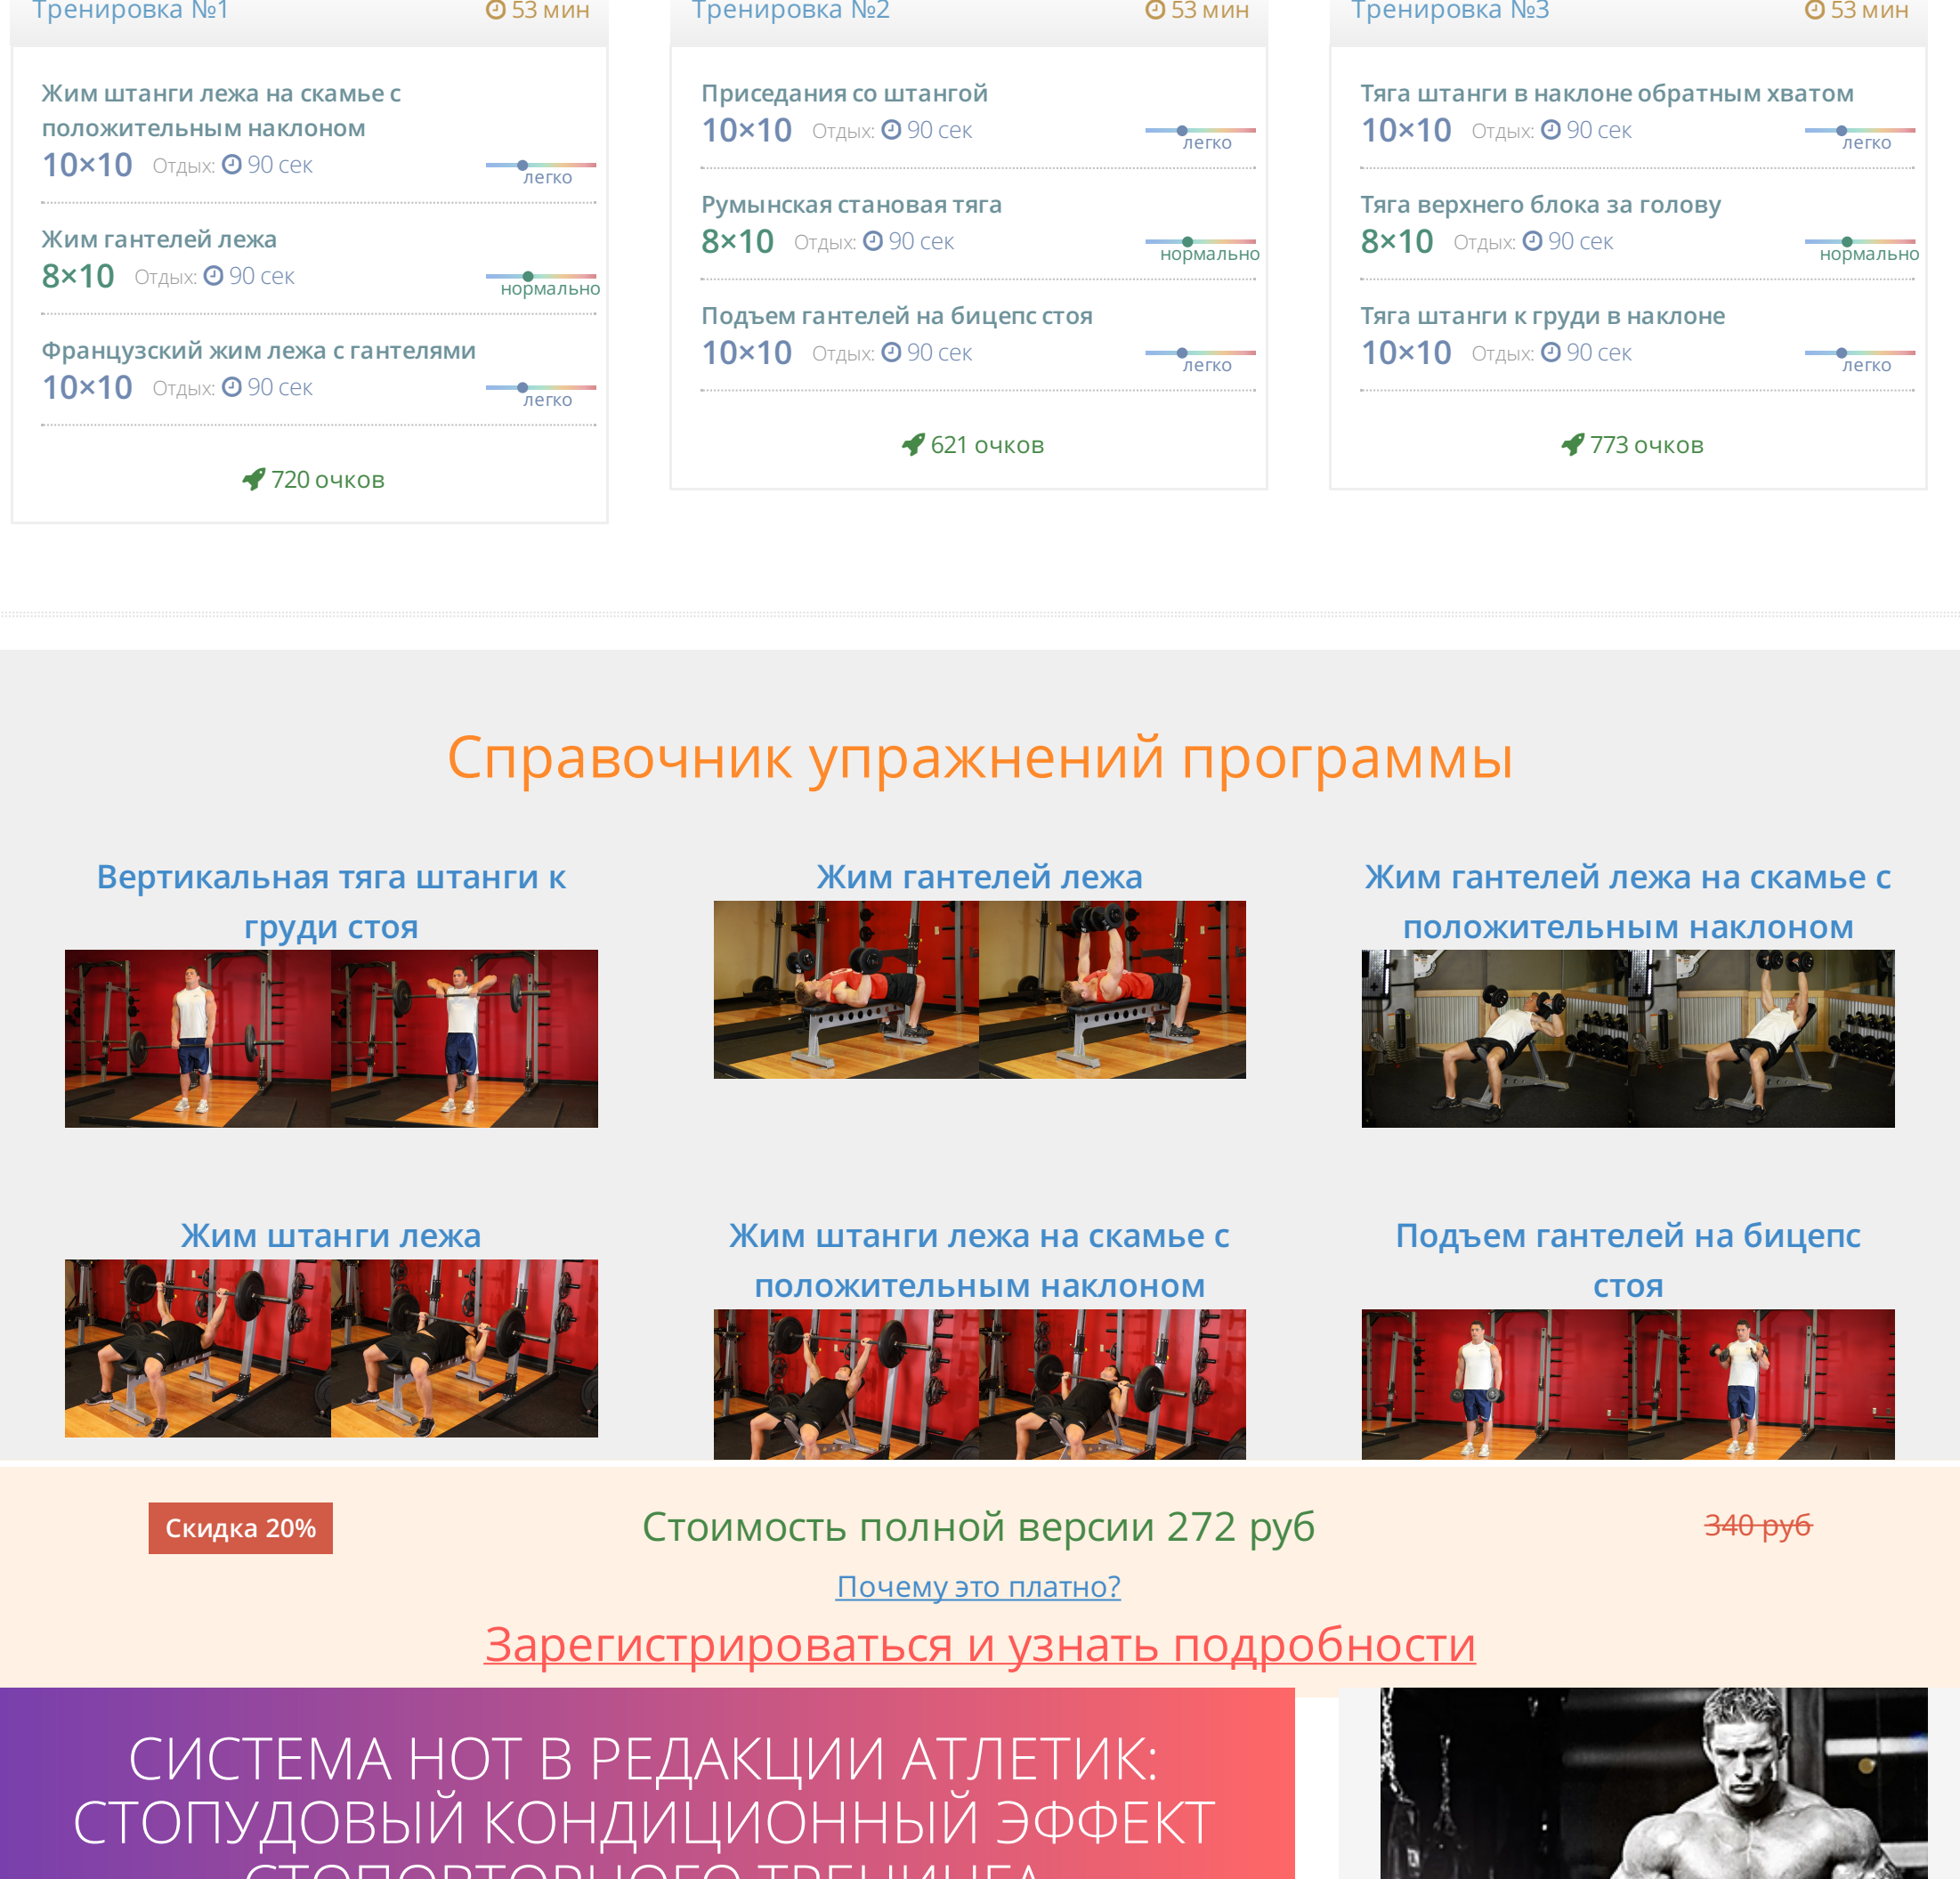 Тренировка №1 53 мин
Жим штанги лежа на скамье с
положительным наклоном
10×10 Отдых: 90 сек легко
Жим гантелей лежа
8×10 Отдых: 90 сек нормально
Французский жим лежа с гантелями
10×10 Отдых: 90 сек легко
720 очков
Тренировка №2 53 мин
Приседания со штангой
10×10 Отдых: 90 сек легко
Румынская становая тяга
8×10 Отдых: 90 сек нормально
Подъем гантелей на бицепс стоя
10×10 Отдых: 90 сек легко
621 очков
Тренировка №3 53 мин
Тяга штанги в наклоне обратным хватом
10×10 Отдых: 90 сек легко
Тяга верхнего блока за голову
8×10 Отдых: 90 сек нормально
Тяга штанги к груди в наклоне
10×10 Отдых: 90 сек легко
773 очков
Справочник упражнений программы
Вертикальная тяга штанги к
груди стоя
Жим гантелей лежа
Жим гантелей лежа на скамье с
положительным наклоном
Жим штанги лежа
Жим штанги лежа на скамье с
положительным наклоном
Подъем гантелей на бицепс
стоя
Скидка 20%
Стоимость полной версии 272 руб
340 руб
Почему это платно?
Зарегистрироваться и узнать подробности
СИСТЕМА НОТ В РЕДАКЦИИ АТЛЕТИК:
СТОПУДОВЫЙ КОНДИЦИОННЫЙ ЭФФЕКТ
СТОПОВТОРНОГО ТРЕНИНГА